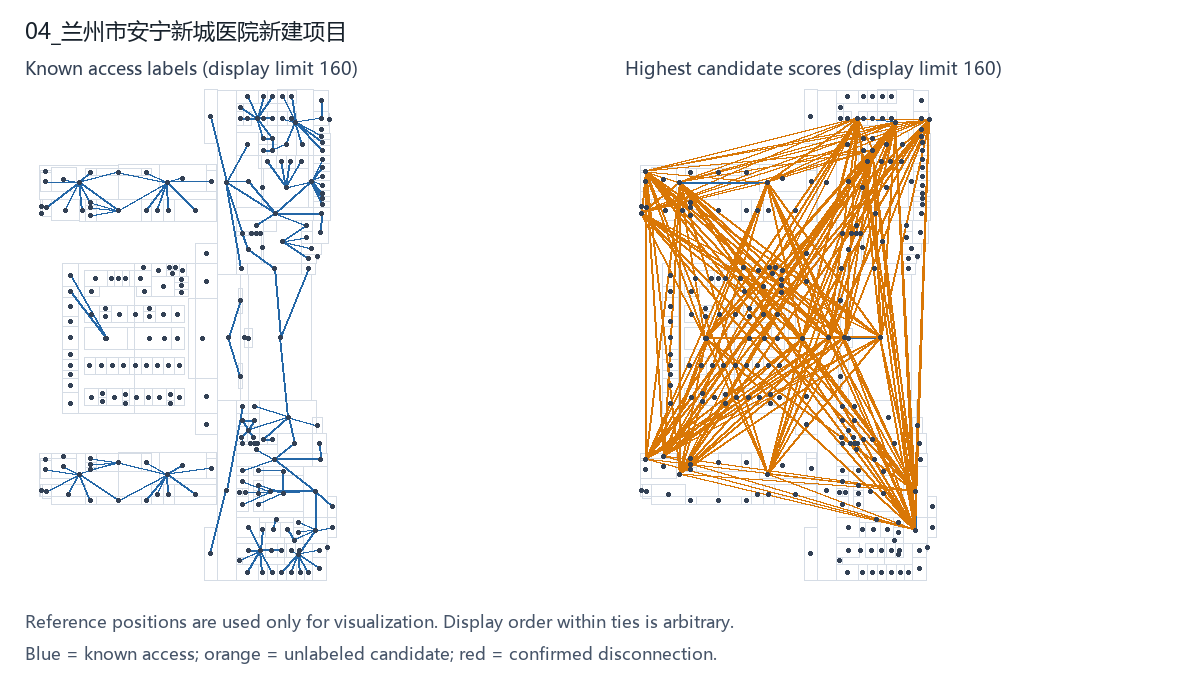 04_兰州市安宁新城医院新建项目
Known access labels (display limit 160)
Highest candidate scores (display limit 160)
Reference positions are used only for visualization. Display order within ties is arbitrary.
Blue = known access; orange = unlabeled candidate; red = confirmed disconnection.